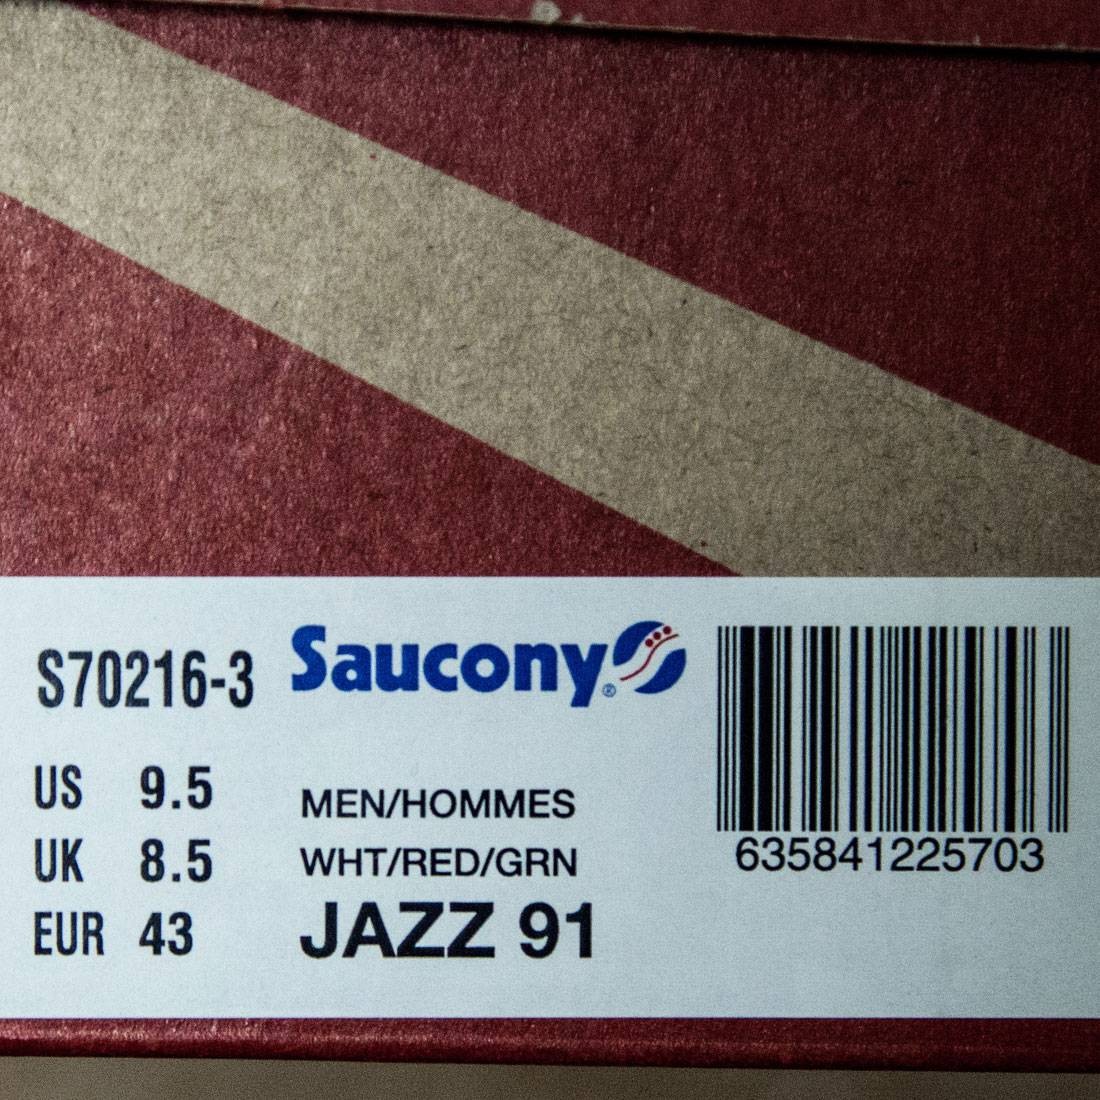 S70216-3
Saucony®
US 9.5
UK 8.5
EUR 43
MEN/HOMMES
WHT/RED/GRN
JAZZ 91
635841225703